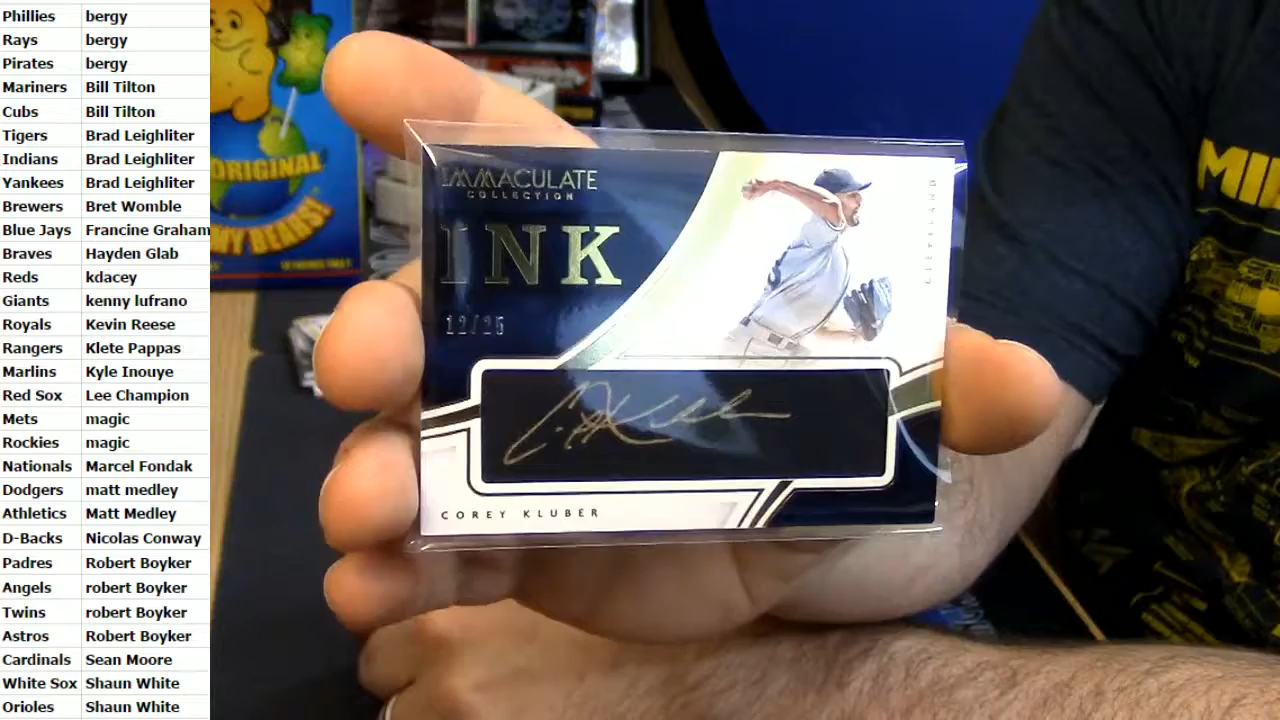 Phillies bergy
Rays bergy
Pirates bergy
Mariners Bill Tilton
Cubs Bill Tilton
Tigers Brad Leighliter
Indians Brad Leighliter
Yankees Brad Leighliter
Brewers Bret Womble
Blue Jays Francine Graham
Braves Hayden Glab
Reds kdacey
Giants kenny lufrano
Royals Kevin Reese
Rangers Klete Pappas
Marlins Kyle Inouye
Red Sox Lee Champion
Mets magic
Rockies magic
Nationals Marcel Fondak
Dodgers matt medley
Athletics Matt Medley
D-Backs Nicolas Conway
Padres Robert Boyker
Angels robert Boyker
Twins robert Boyker
Astros Robert Boyker
Cardinals Sean Moore
White Sox Shaun White
Orioles Shaun White
ORIGINAL
BEARS!
IMMACULATE
COLLECTION
INK
12/25
CLEVELAND
COREY KLUBER